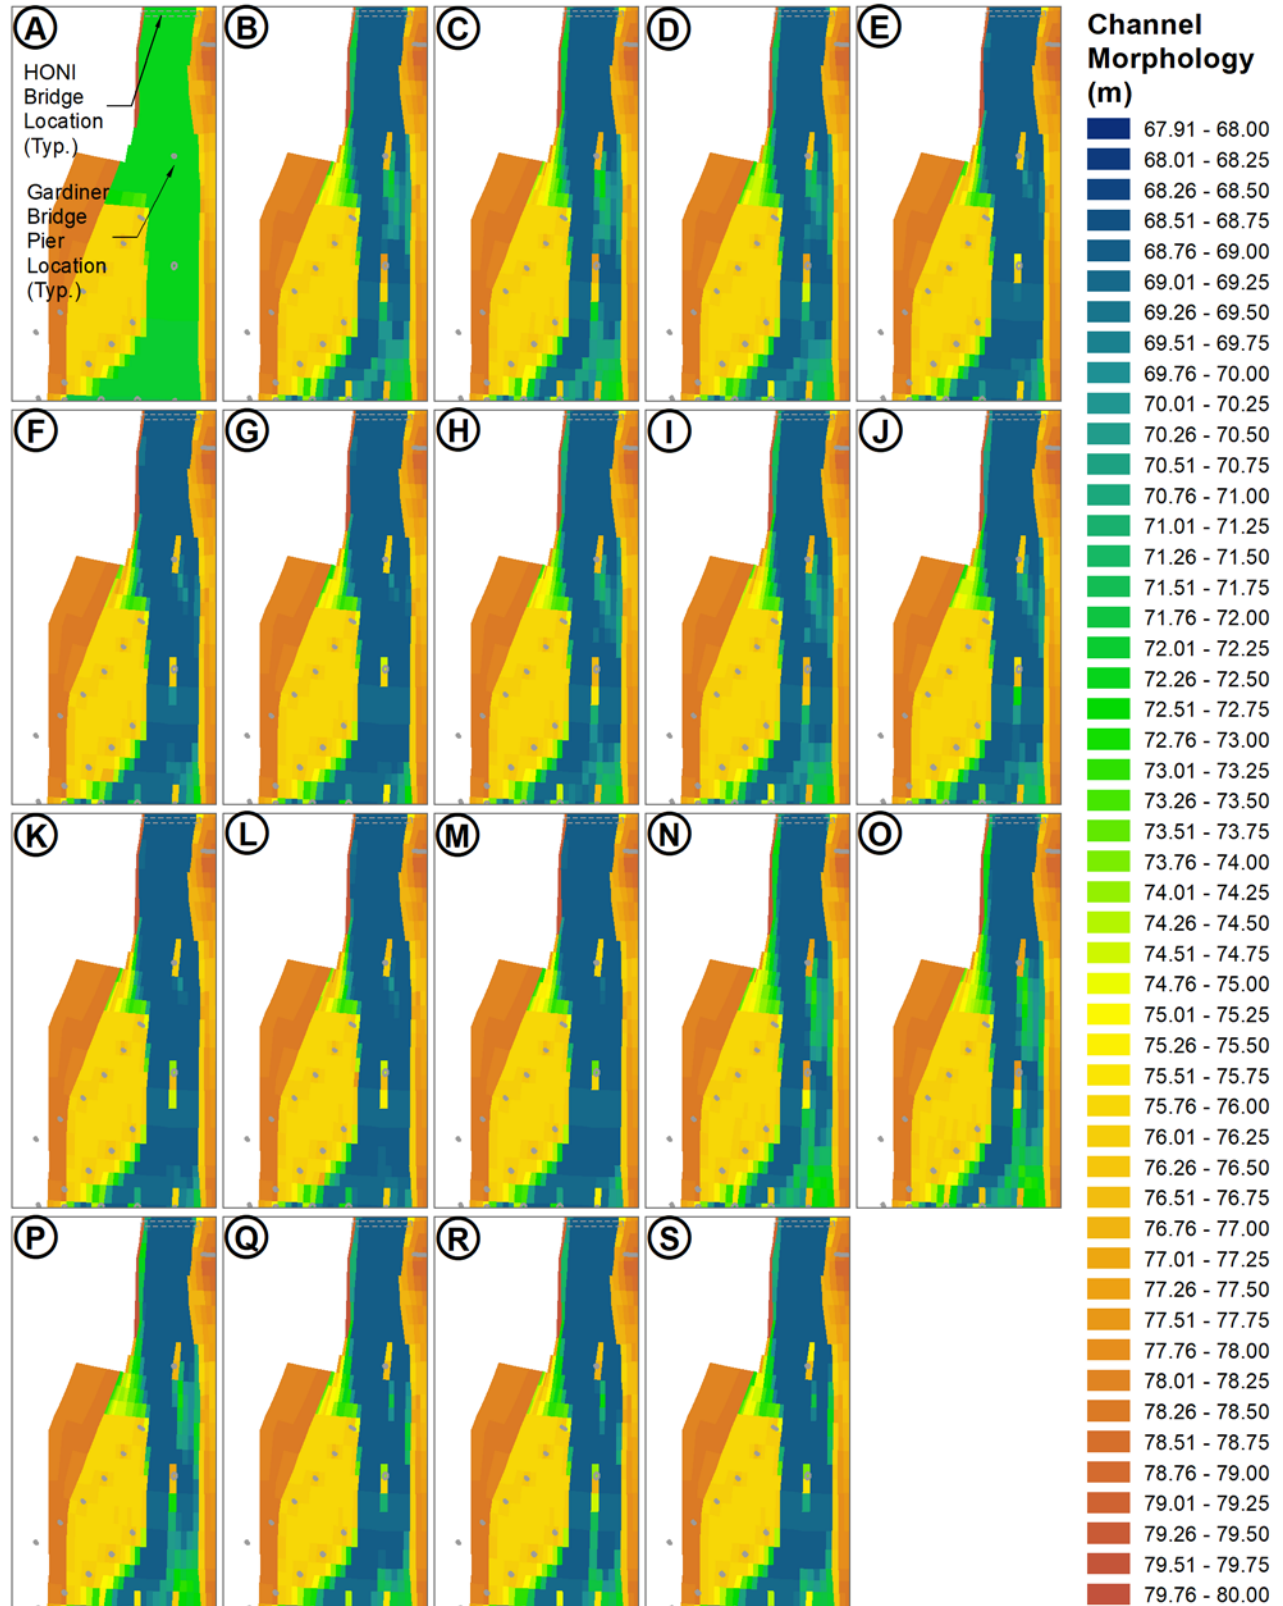 A
B
C
D
E
HONI
Bridge
Location
(Typ.)
Gardiner
Bridge
Pier
Location
(Typ.)
F
G
H
I
J
K
L
M
N
O
P
Q
R
S
Channel
Morphology
(m)
67.91 - 68.00
68.01 - 68.25
68.26 - 68.50
68.51 - 68.75
68.76 - 69.00
69.01 - 69.25
69.26 - 69.50
69.51 - 69.75
69.76 - 70.00
70.01 - 70.25
70.26 - 70.50
70.51 - 70.75
70.76 - 71.00
71.01 - 71.25
71.26 - 71.50
71.51 - 71.75
71.76 - 72.00
72.01 - 72.25
72.26 - 72.50
72.51 - 72.75
72.76 - 73.00
73.01 - 73.25
73.26 - 73.50
73.51 - 73.75
73.76 - 74.00
74.01 - 74.25
74.26 - 74.50
74.51 - 74.75
74.76 - 75.00
75.01 - 75.25
75.26 - 75.50
75.51 - 75.75
75.76 - 76.00
76.01 - 76.25
76.26 - 76.50
76.51 - 76.75
76.76 - 77.00
77.01 - 77.25
77.26 - 77.50
77.51 - 77.75
77.76 - 78.00
78.01 - 78.25
78.26 - 78.50
78.51 - 78.75
78.76 - 79.00
79.01 - 79.25
79.26 - 79.50
79.51 - 79.75
79.76 - 80.00